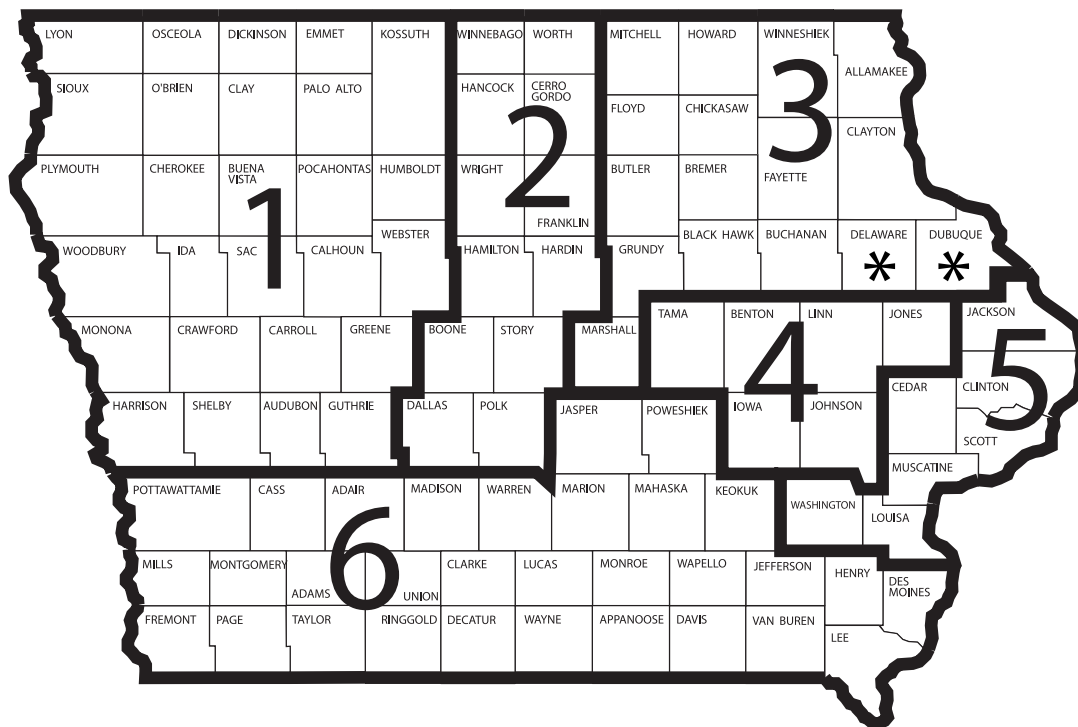 LYON OSCEOLA DICKINSON EMMET KOSSUTH WINNEBAGO WORTH MITCHELL HOWARD WINNESHIEK
ALLAMAKEE
SIOUX O'BRIEN CLAY PALO ALTO HANCOCK CERRO
GORDO
FLOYD CHICKASAW 3
CLAYTON
2
PLYMOUTH CHEROKEE BUENA
VISTA
POCAHONTAS HUMBOLDT WRIGHT BUTLER BREMER
FAYETTE
1
FRANKLIN
WEBSTER BLACK HAWK BUCHANAN DELAWARE DUBUQUE
WOODBURY IDA SAC CALHOUN HAMILTON HARDIN GRUNDY
* *
MONONA CRAWFORD CARROLL GREENE BOONE STORY MARSHALL TAMA BENTON LINN JONES JACKSON
4 5
CEDAR CLINTON
HARRISON SHELBY AUDUBON GUTHRIE DALLAS POLK JASPER POWESHIEK IOWA JOHNSON
SCOTT
MUSCATINE
POTTAWATTAMIE CASS ADAIR MADISON WARREN MARION MAHASKA KEOKUK
WASHINGTON
LOUISA
6
MILLS MONTGOMERY CLARKE LUCAS MONROE WAPELLO JEFFERSON HENRY
DES
MOINES
ADAMS UNION
FREMONT PAGE TAYLOR RINGGOLD DECATUR WAYNE APPANOOSE DAVIS VAN BUREN
LEE